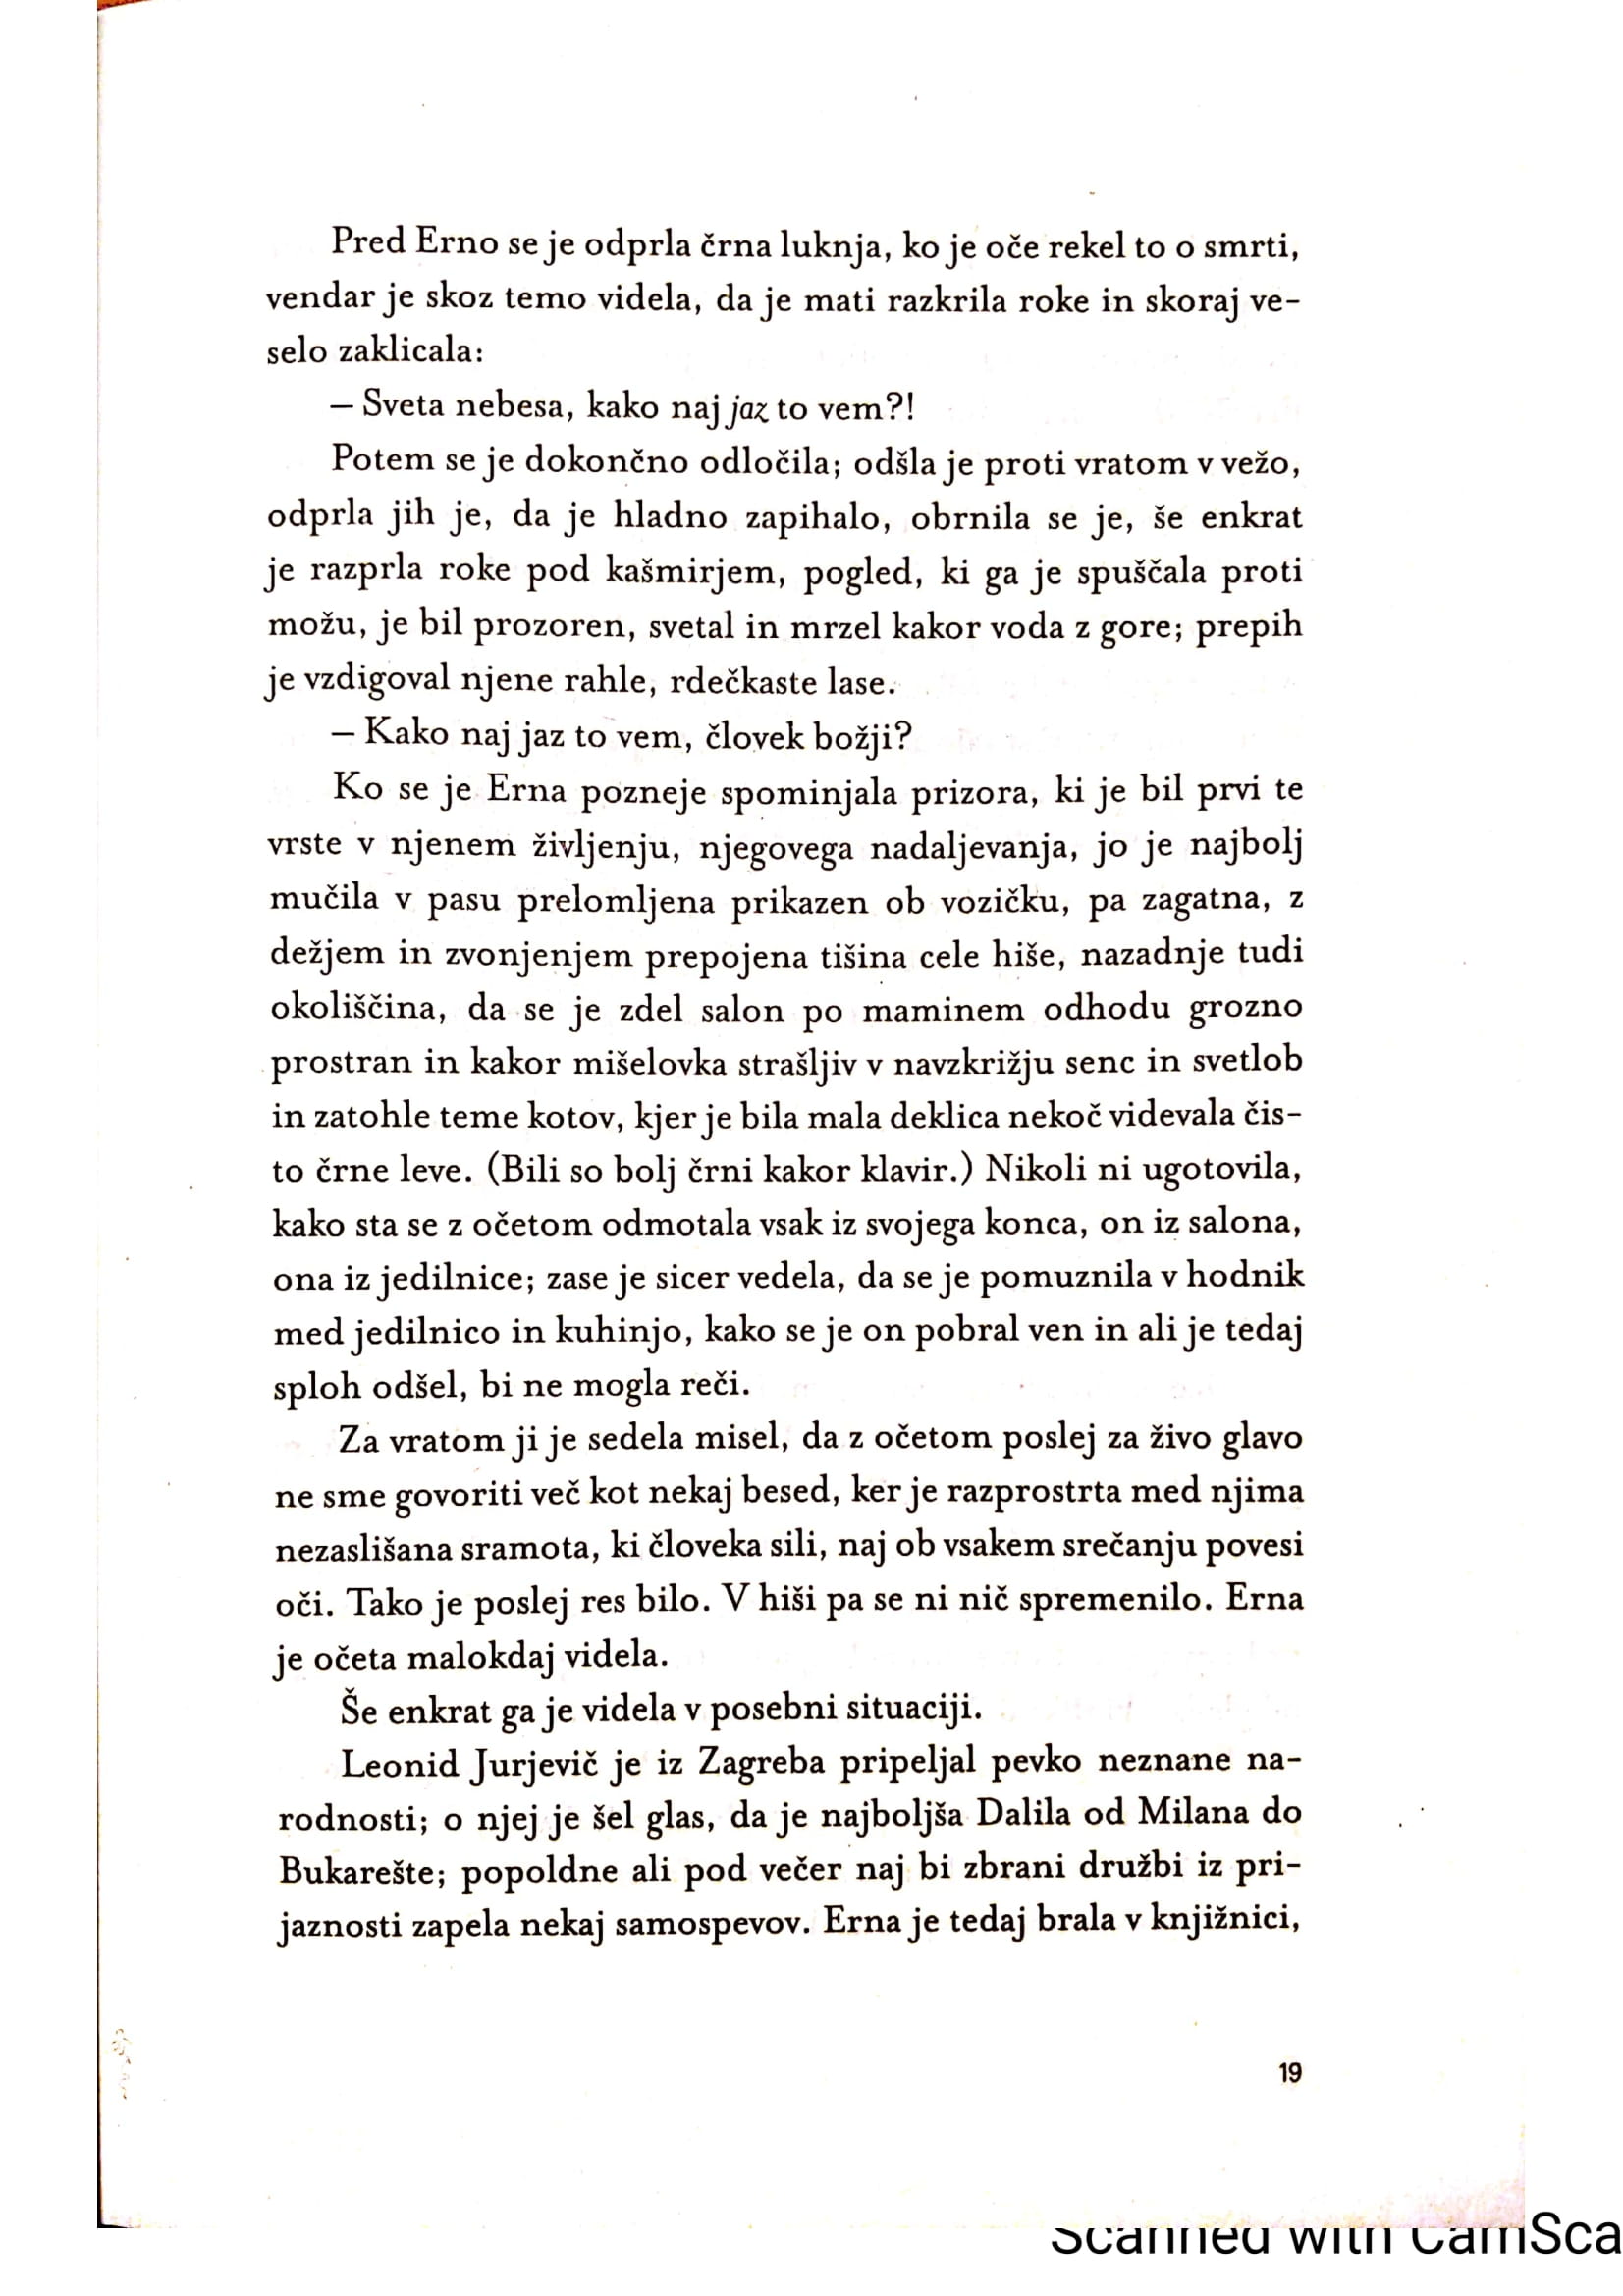 Pred Erno se je odprla črna luknja, ko je oče rekel to o smrti,
vendar je skoz temo videla, da je mati razkrila roke in skoraj ve-
selo zaklicala:
— Sveta nebesa, kako naj jaz to vem?!
Potem se je dokončno odločila; odšla je proti vratom v vežo,
odprla jih je, da je hladno zapihalo, obrnila se je, še enkrat
je razprla roke pod kašmirjem, pogled, ki ga je spuščala proti
možu, je bil prozoren, svetal in mrzel kakor voda z gore; prepih
je vzdigoval njene rahle, rdečkaste lase.
— Kako naj jaz to vem, človek božji?
Ko se je Erna pozneje spominjala prizora, ki je bil prvi te
vrste v njenem življenju, njegovega nadaljevanja, jo je najbolj
mučila v pasu prelomljena prikazen ob vozičku, pa zagatna, z
dežjem in zvonjenjem prepojena tišina cele hiše, nazadnje tudi
okoliščina, da se je zdel salon po maminem odhodu grozno
prostran in kakor mišelovka strašljiv v navzkrižju senc in svetlob
in zatohle teme kotov, kjer je bila mala deklica nekoč videvala čis-
to črne leve. (Bili so bolj črni kakor klavir.) Nikoli ni ugotovila,
kako sta se z očetom odmotala vsak iz svojega konca, on iz salona,
ona iz jedilnice; zase je sicer vedela, da se je pomuznila v hodnik
med jedilnico in kuhinjo, kako se je on pobral ven in ali je tedaj
sploh odšel, bi ne mogla reči.
Za vratom ji je sedela misel, da z očetom poslej za živo glavo
ne sme govoriti več kot nekaj besed, ker je razprostrta med njima
nezaslišana sramota, ki človeka sili, naj ob vsakem srečanju povesi
oči. Tako je poslej res bilo. V hiši pa se ni nič spremenilo. Erna
je očeta malokdaj videla.
Še enkrat ga je videla v posebni situaciji.
Leonid Jurjevič je iz Zagreba pripeljal pevko neznane na-
rodnosti; o njej je šel glas, da je najboljša Dalila od Milana do
Bukarešte; popoldne ali pod večer naj bi zbrani družbi iz pri-
jaznosti zapela nekaj samospevov. Erna je tedaj brala v knjižnici,
19
Scanned with CamSca